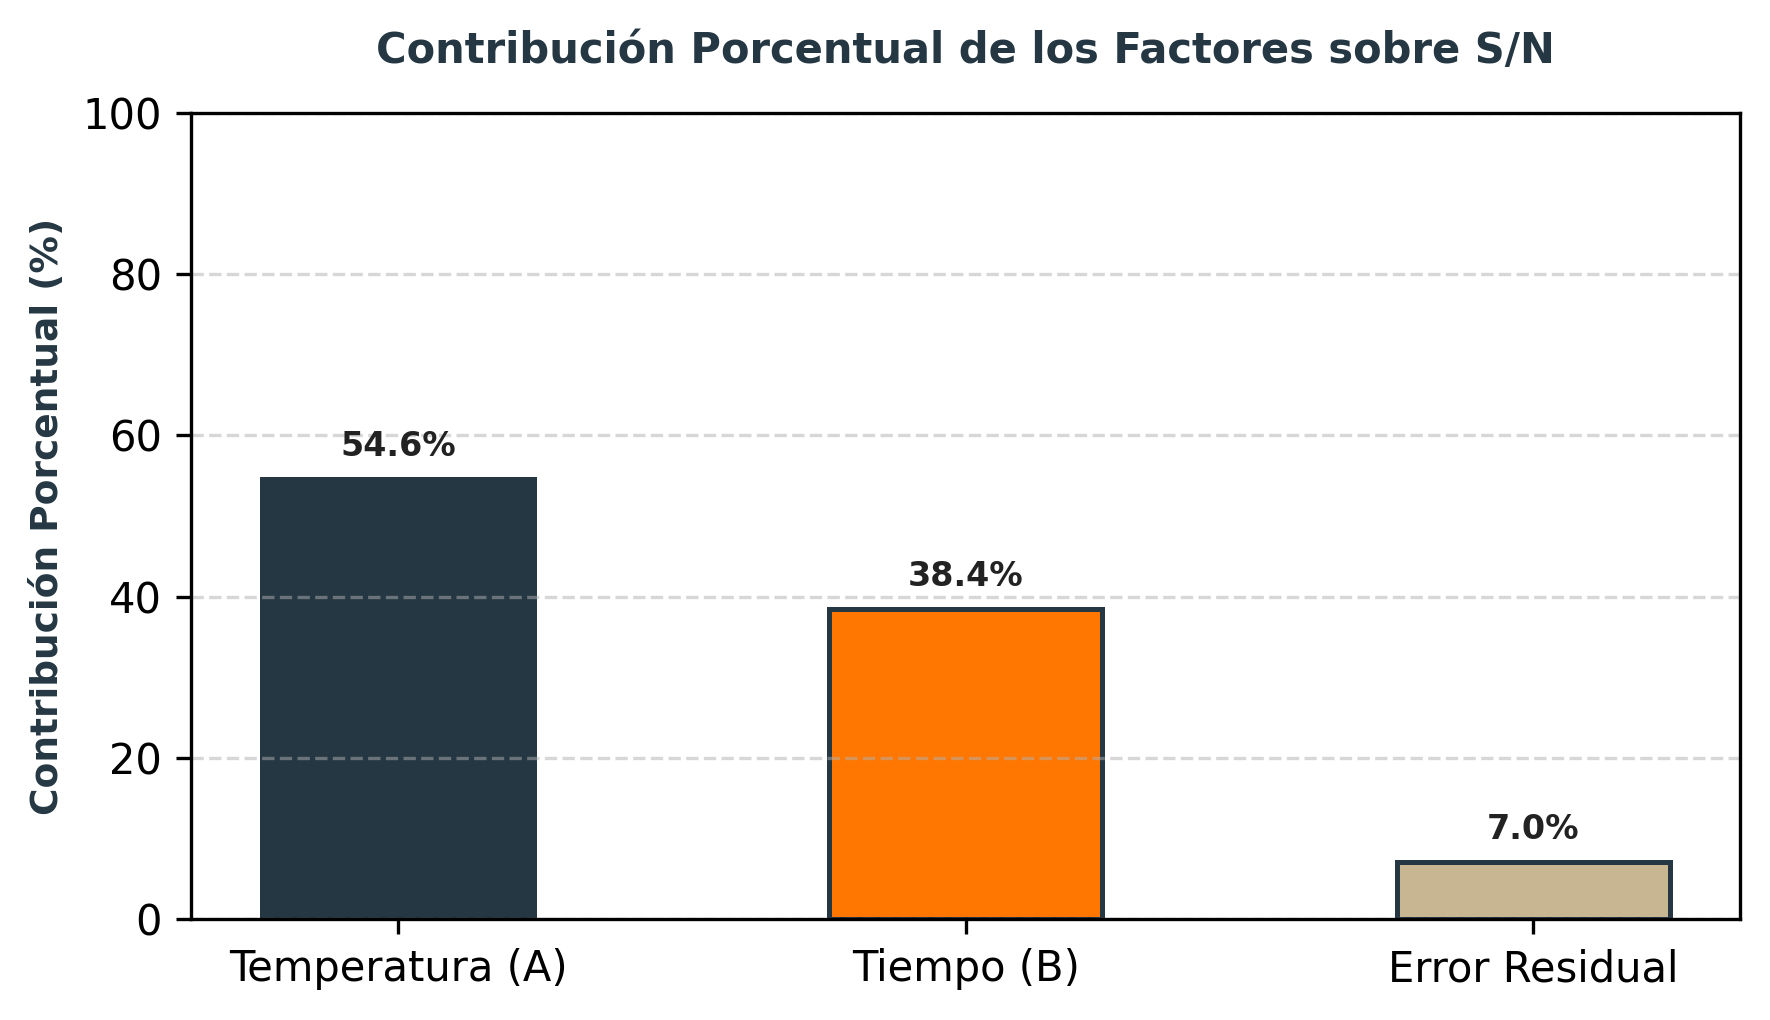 Contribución Porcentual de los Factores sobre S/N
Contribución Porcentual (%)
100
80
60
40
20
0
54.6%
38.4%
7.0%
Temperatura (A)
Tiempo (B)
Error Residual